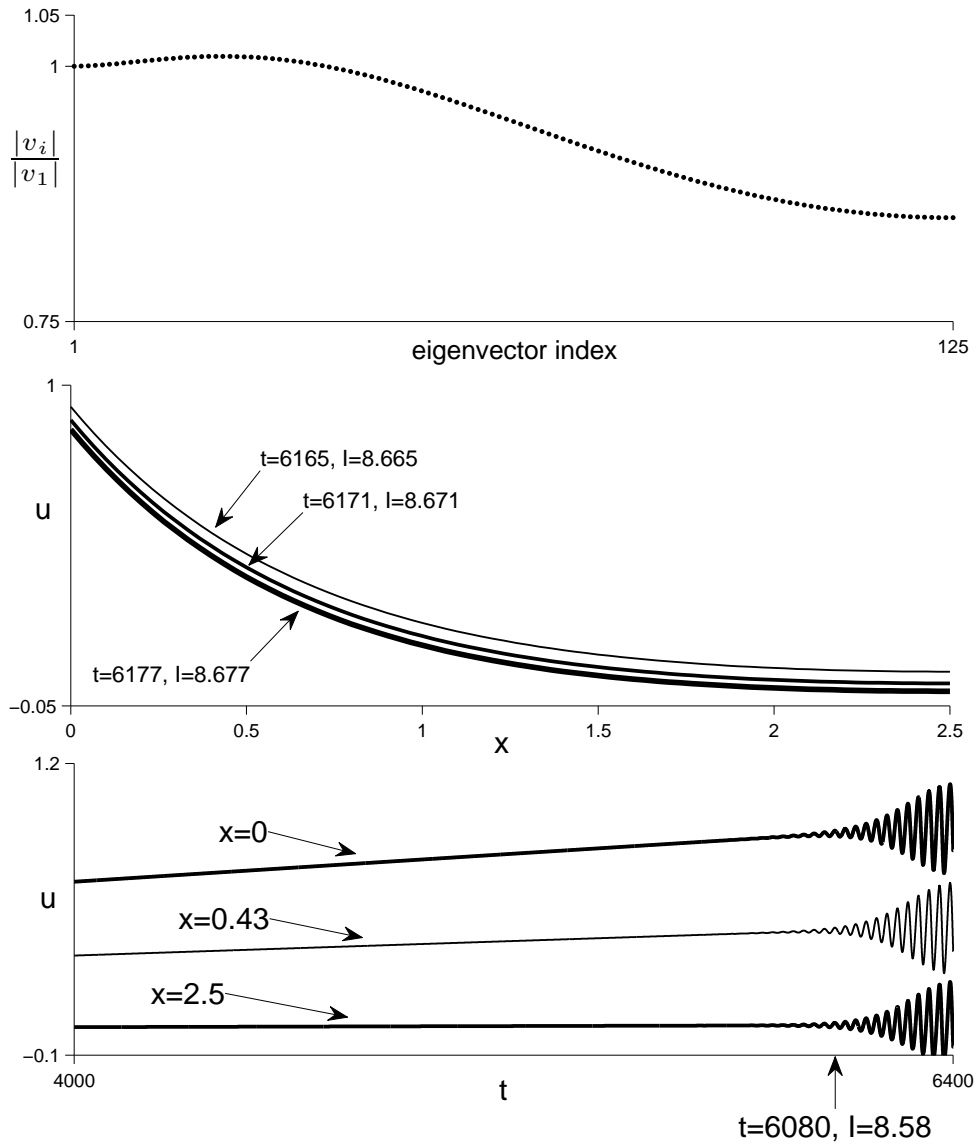 1.05
1
|v_i|
|v_1|
0.75
1
125
eigenvector index
1
t=6165, I=8.665
t=6171, I=8.671
u
t=6177, I=8.677
−0.05
0
0.5
1
1.5
2
2.5
x
1.2
x=0
u
x=0.43
x=2.5
−0.1
4000
t
6400
t=6080, I=8.58